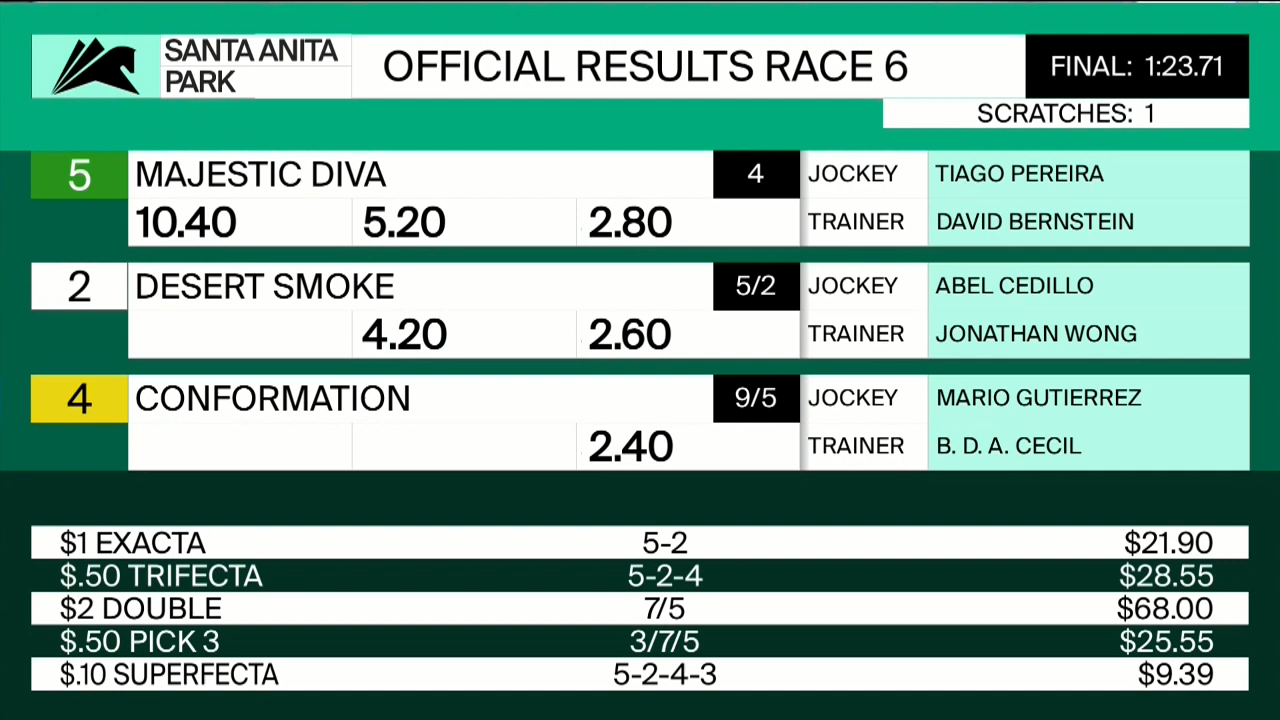 SANTA ANITA PARK
OFFICIAL RESULTS RACE 6
FINAL: 1:23.71
SCRATCHES: 1
5 MAJESTIC DIVA 4 JOCKEY TIAGO PEREIRA
10.40 5.20 2.80 TRAINER DAVID BERNSTEIN
2 DESERT SMOKE 5/2 JOCKEY ABEL CEDILLO
4.20 2.60 TRAINER JONATHAN WONG
4 CONFORMATION 9/5 JOCKEY MARIO GUTIERREZ
2.40 TRAINER B. D. A. CECIL
$1 EXACTA 5-2 $21.90
$.50 TRIFECTA 5-2-4 $28.55
$2 DOUBLE 7/5 $68.00
$.50 PICK 3 3/7/5 $25.55
$.10 SUPERFECTA 5-2-4-3 $9.39